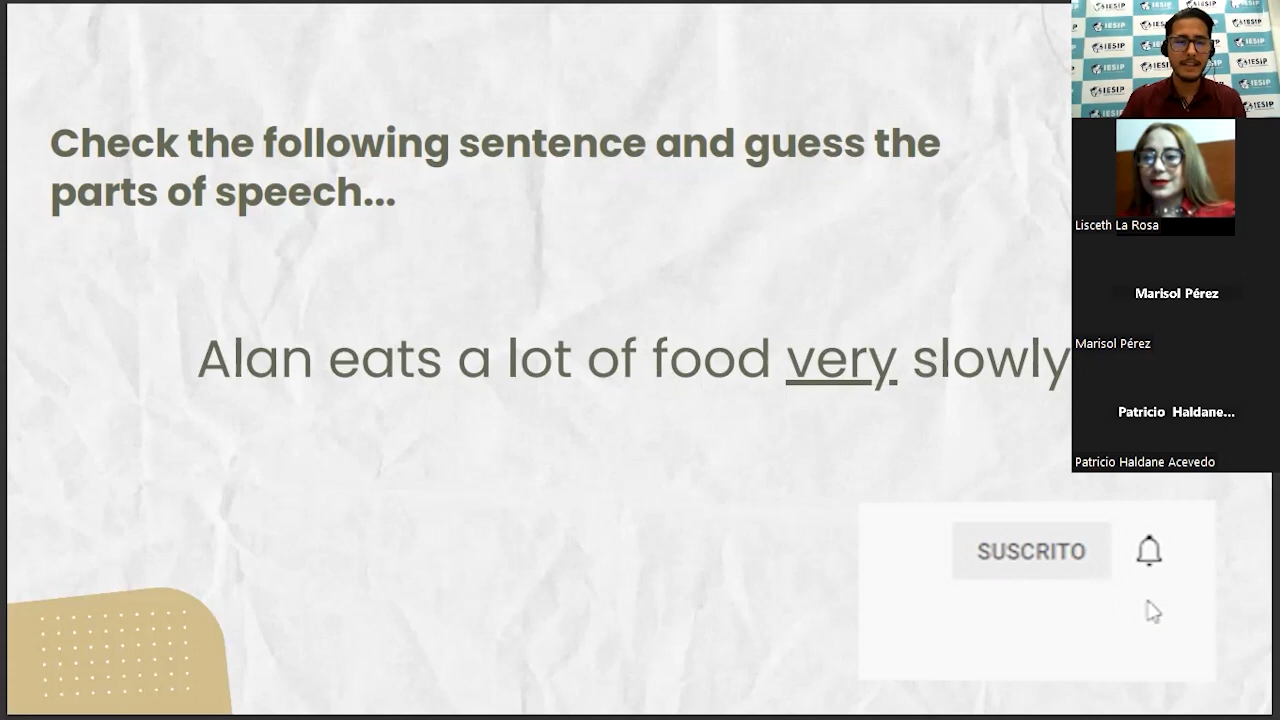 Check the following sentence and guess the
parts of speech...
Alan eats a lot of food very slowly
SUSCRITO
IESIP
Lisceth La Rosa
Marisol Pérez
Marisol Pérez
Patricio Haldane...
Patricio Haldane Acevedo